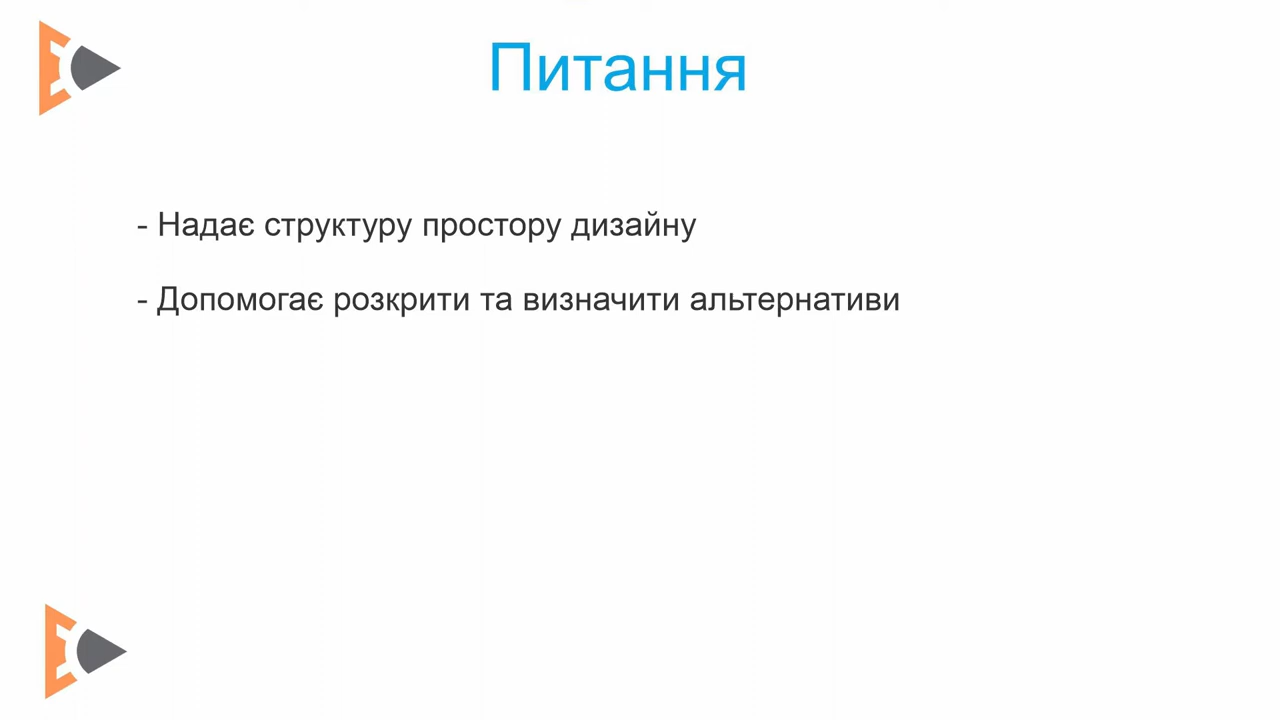 Питання
- Надає структуру простору дизайну
- Допомогає розкрити та визначити альтернативи